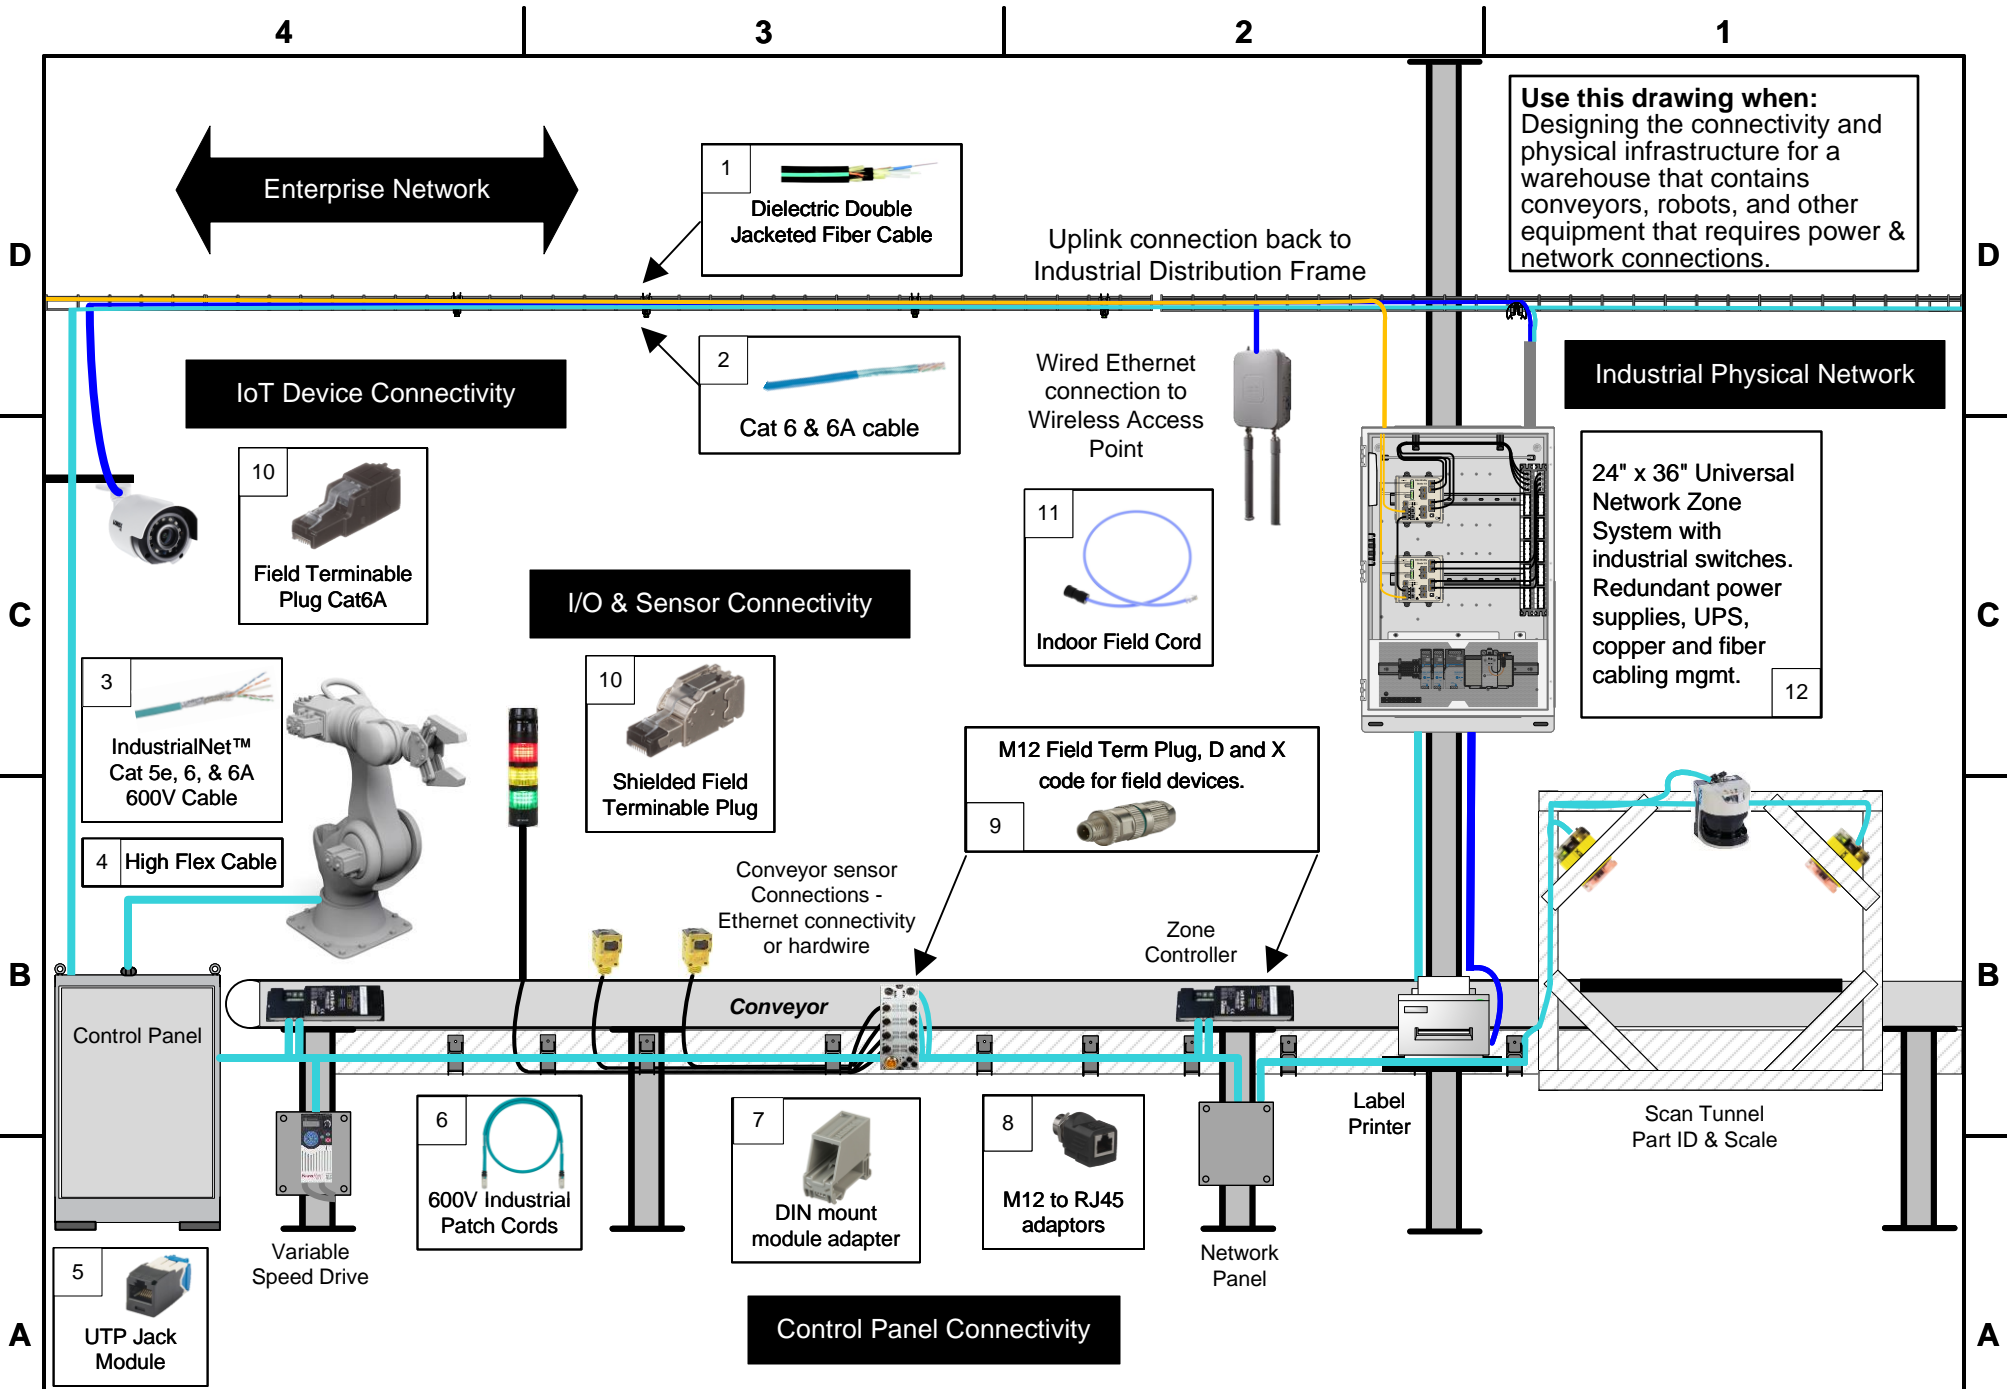 4
3
2
1
Use this drawing when:
Designing the connectivity and
physical infrastructure for a
warehouse that contains
conveyors, robots, and other
equipment that requires power &
network connections.
Enterprise Network
1
Dielectric Double
Jacketed Fiber Cable
Uplink connection back to
Industrial Distribution Frame
D
D
2
Cat 6 & 6A cable
Wired Ethernet
connection to
Wireless Access
Point
IoT Device Connectivity
Industrial Physical Network
10
Field Terminable
Plug Cat6A
11
Indoor Field Cord
24" x 36" Universal
Network Zone
System with
industrial switches.
Redundant power
supplies, UPS,
copper and fiber
cabling mgmt.
12
I/O & Sensor Connectivity
C
C
3
IndustrialNet™
Cat 5e, 6, & 6A
600V Cable
10
Shielded Field
Terminable Plug
M12 Field Term Plug, D and X
code for field devices.
9
4
High Flex Cable
Conveyor sensor
Connections -
Ethernet connectivity
or hardwire
Zone
Controller
B
B
Control Panel
Conveyor
Label
Printer
Scan Tunnel
Part ID & Scale
6
600V Industrial
Patch Cords
7
DIN mount
module adapter
8
M12 to RJ45
adaptors
Variable
Speed Drive
Network
Panel
5
UTP Jack
Module
Control Panel Connectivity
A
A